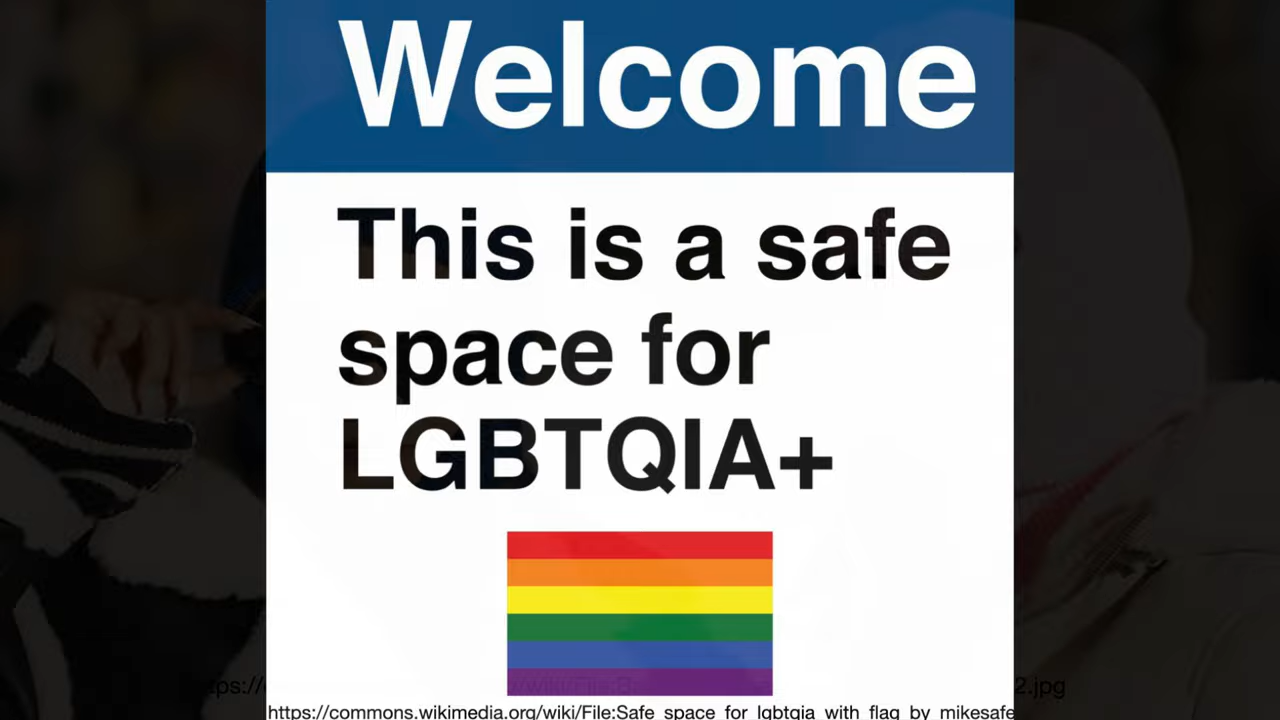 Welcome
This is a safe
space for
LGBTQIA+
https://commons.wikimedia.org/wiki/File:Safe_space_for_lgbtqia_with_flag_by_mikesafe